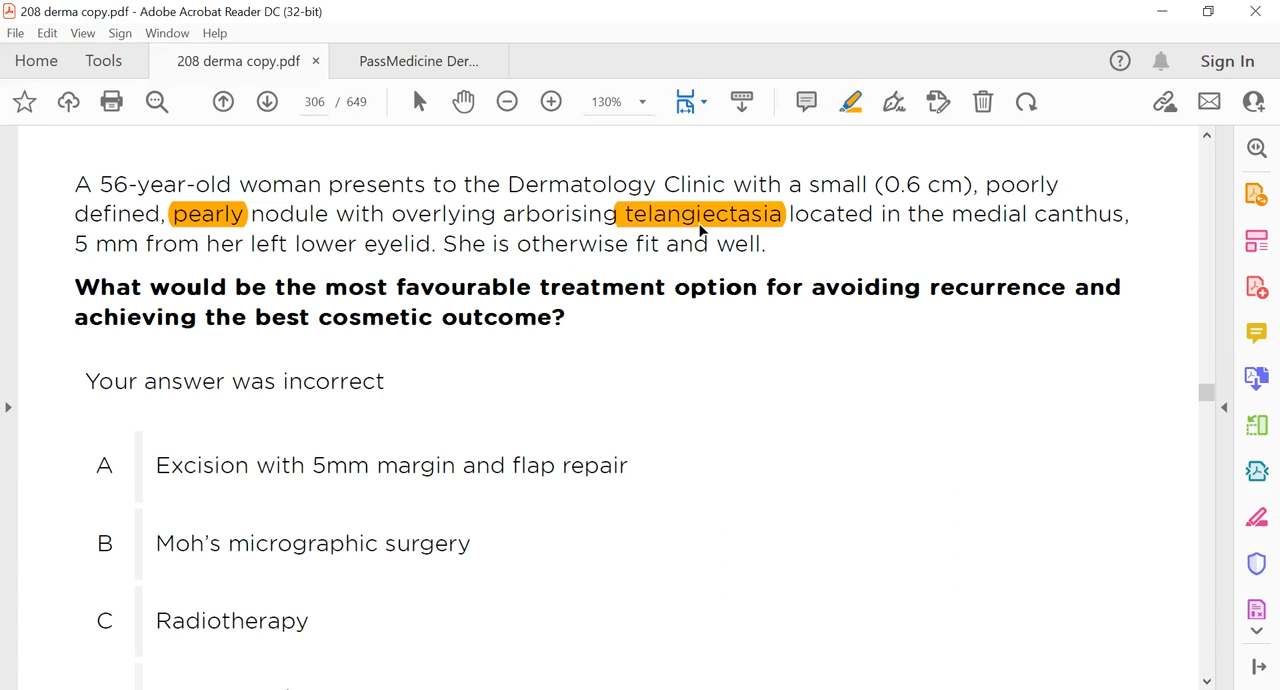 208 derma copy.pdf - Adobe Acrobat Reader DC (32-bit)
File Edit View Sign Window Help
Home Tools 208 derma copy.pdf × PassMedicine Der... Sign In
306 / 649 130%
A 56-year-old woman presents to the Dermatology Clinic with a small (0.6 cm), poorly
defined, pearly nodule with overlying arborising telangiectasia located in the medial canthus,
5 mm from her left lower eyelid. She is otherwise fit and well.
What would be the most favourable treatment option for avoiding recurrence and
achieving the best cosmetic outcome?
Your answer was incorrect
A Excision with 5mm margin and flap repair
B Moh's micrographic surgery
C Radiotherapy